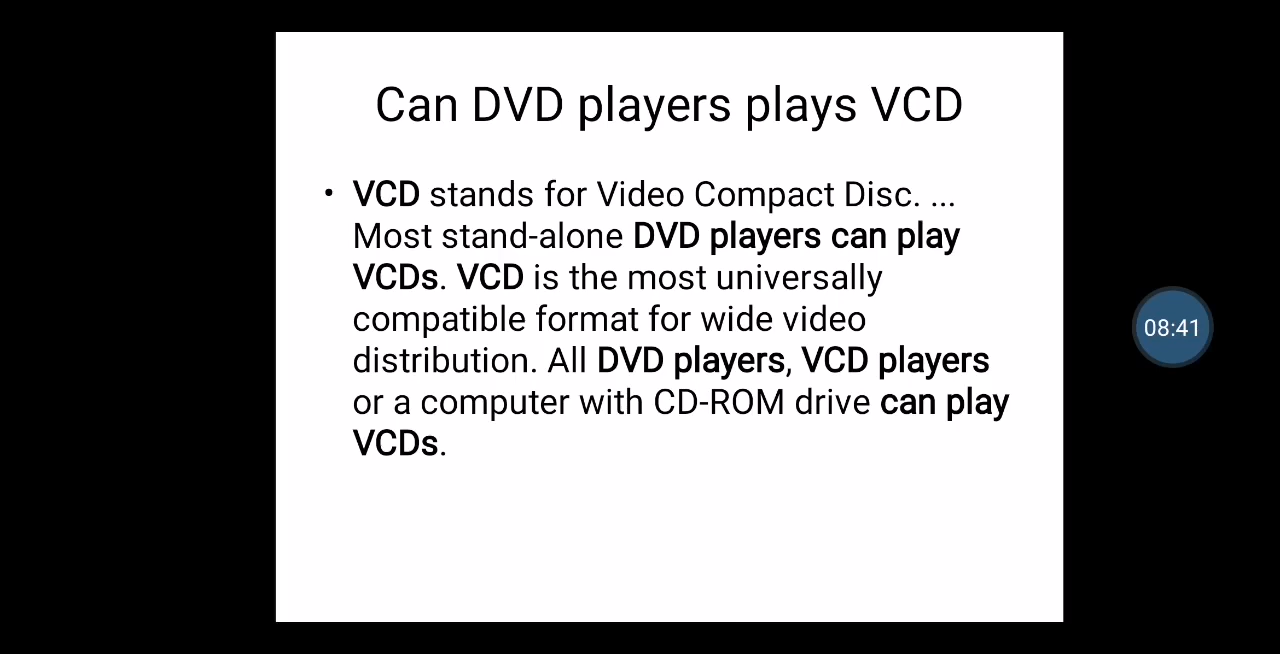 Can DVD players plays VCD
• VCD stands for Video Compact Disc. ...
Most stand-alone DVD players can play
VCDs. VCD is the most universally
compatible format for wide video
distribution. All DVD players, VCD players
or a computer with CD-ROM drive can play
VCDs.
08:41